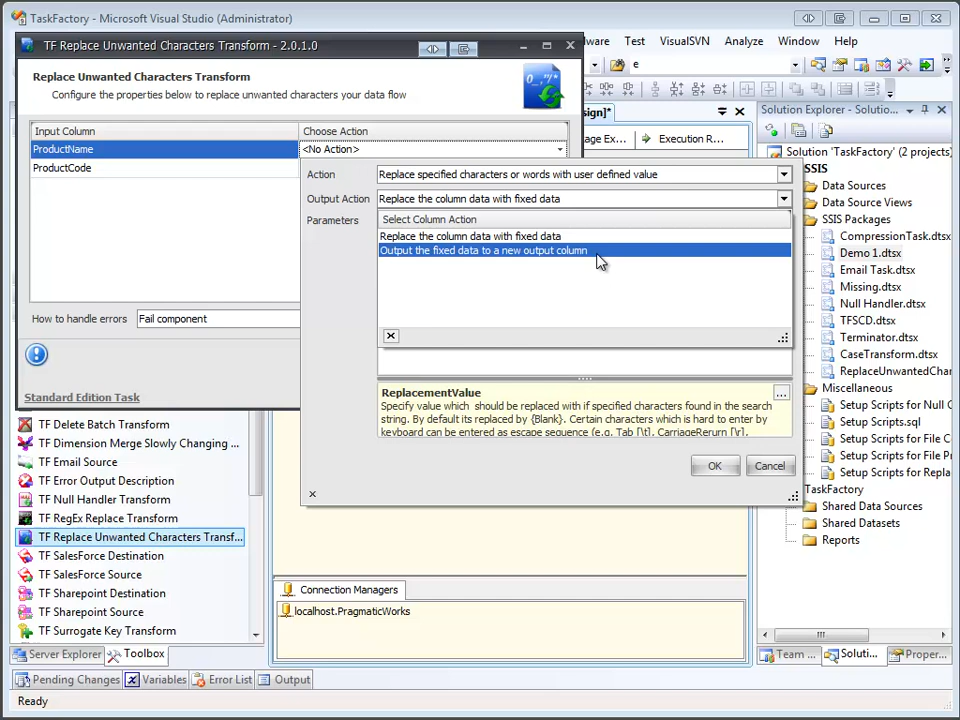 TaskFactory - Microsoft Visual Studio (Administrator)
TF Replace Unwanted Characters Transform - 2.0.1.0
Replace Unwanted Characters Transform
Configure the properties below to replace unwanted characters your data flow
Input Column
Choose Action
ProductName
<No Action>
ProductCode
Action
Replace specified characters or words with user defined value
Output Action
Replace the column data with fixed data
Parameters
Select Column Action
Replace the column data with fixed data
Output the fixed data to a new output column
How to handle errors
Fail component
Standard Edition Task
ReplacementValue
Specify value which should be replaced with if specified characters found in the search
string. By default its replaced by {Blank}. Certain characters which is hard to enter by
keyboard can be entered as escape sequence (e.g. Tab [\t], CarriageRerurn [\r],
OK
Cancel
Test
VisualSVN
Analyze
Window
Help
e
sign]*
age Ex...
Execution R...
Solution Explorer - Solutio...
Solution 'TaskFactory' (2 projects)
SSIS
Data Sources
Data Source Views
SSIS Packages
CompressionTask.dtsx
Demo 1.dtsx
Email Task.dtsx
Missing.dtsx
Null Handler.dtsx
TFSCD.dtsx
Terminator.dtsx
CaseTransform.dtsx
ReplaceUnwantedChar
Miscellaneous
Setup Scripts for Null C
Setup Scripts.sql
Setup Scripts for File C
Setup Scripts for File P
Setup Scripts for Repla
TaskFactory
Shared Data Sources
Shared Datasets
Reports
TF Delete Batch Transform
TF Dimension Merge Slowly Changing ...
TF Email Source
TF Error Output Description
TF Null Handler Transform
TF RegEx Replace Transform
TF Replace Unwanted Characters Transf...
TF SalesForce Destination
TF SalesForce Source
TF Sharepoint Destination
TF Sharepoint Source
TF Surrogate Key Transform
Connection Managers
localhost.PragmaticWorks
Server Explorer
Toolbox
Team ...
Soluti...
Proper...
Pending Changes
Variables
Error List
Output
Ready